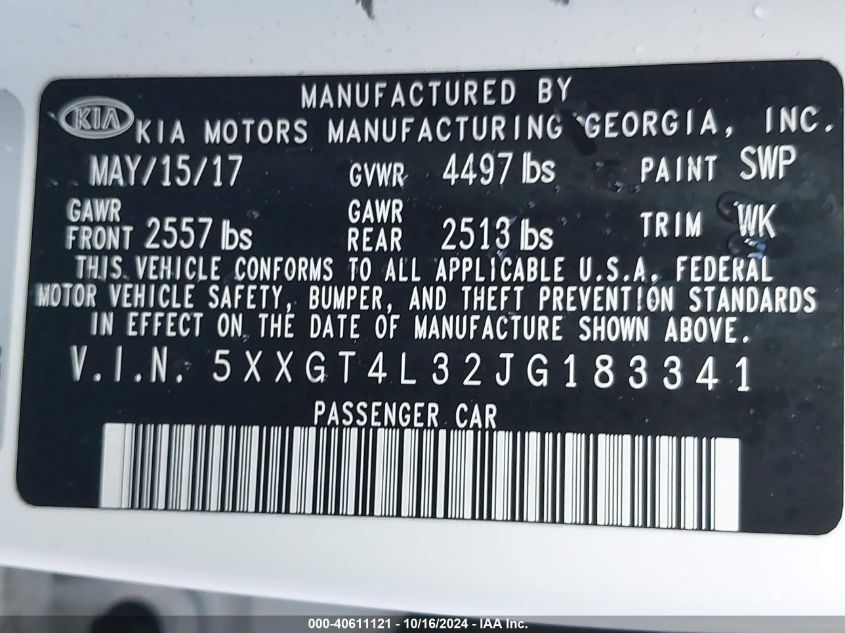 MANUFACTURED BY
KIA KIA MOTORS MANUFACTURING GEORGIA, INC.
MAY/15/17 GVWR 4497 lbs PAINT SWP
GAWR FRONT 2557 lbs GAWR REAR 2513 lbs TRIM WK
THIS VEHICLE CONFORMS TO ALL APPLICABLE U.S.A. FEDERAL
MOTOR VEHICLE SAFETY, BUMPER, AND THEFT PREVENTION STANDARDS
IN EFFECT ON THE DATE OF MANUFACTURE SHOWN ABOVE.
V.I.N. 5XXGT4L32JG183341
PASSENGER CAR
000-40611121 - 10/16/2024 - IAA Inc.